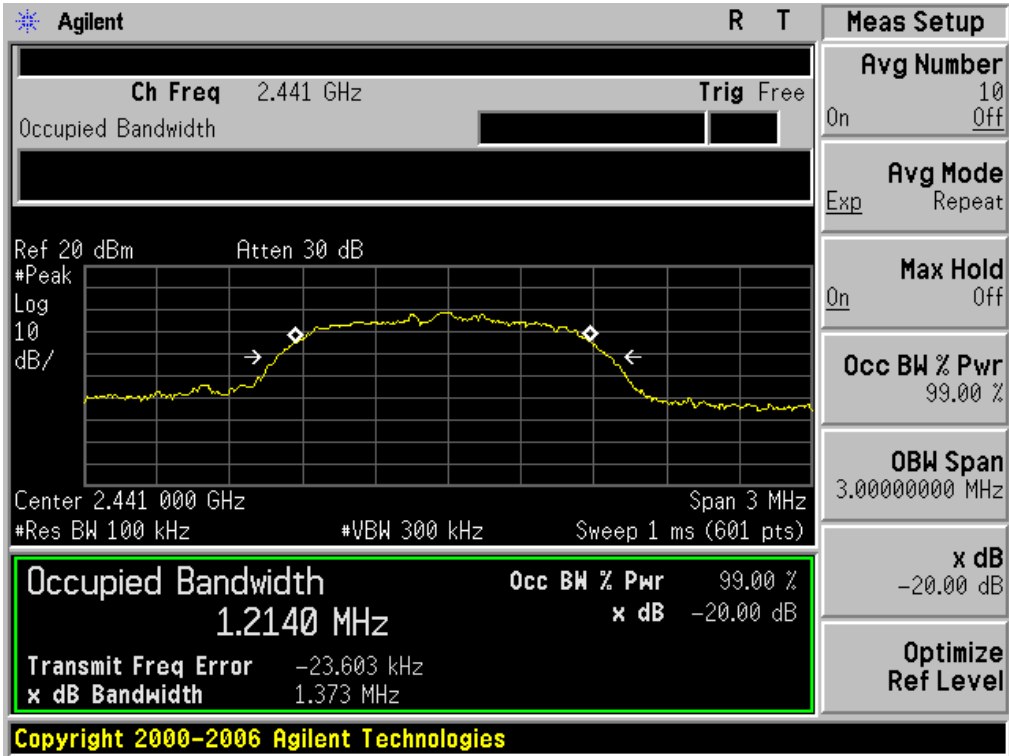 Agilent R T
Ch Freq 2.441 GHz Trig Free
Occupied Bandwidth
Ref 20 dBm Atten 30 dB
#Peak
Log
10
dB/
Center 2.441 000 GHz Span 3 MHz
#Res BW 100 kHz #VBW 300 kHz Sweep 1 ms (601 pts)
Occupied Bandwidth Occ BW % Pwr 99.00 %
1.2140 MHz x dB -20.00 dB
Transmit Freq Error -23.603 kHz
x dB Bandwidth 1.373 MHz
Copyright 2000-2006 Agilent Technologies
Meas Setup
Avg Number
10
On Off
Avg Mode
Exp Repeat
Max Hold
On Off
Occ BW % Pwr
99.00 %
OBW Span
3.00000000 MHz
x dB
-20.00 dB
Optimize
Ref Level